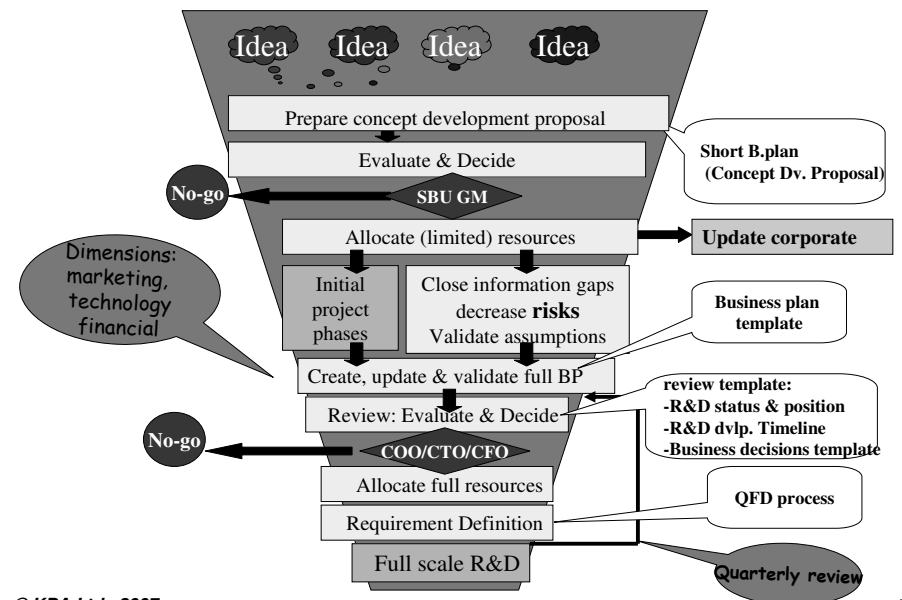 Idea
Idea
Idea
Idea
Prepare concept development proposal
Short B.plan
(Concept Dv. Proposal)
Evaluate & Decide
No-go
SBU GM
Allocate (limited) resources
Update corporate
Dimensions:
marketing,
technology
financial
Initial
project
phases
Close information gaps
decrease risks
Validate assumptions
Business plan
template
Create, update & validate full BP
review template:
-R&D status & position
-R&D dvlp. Timeline
-Business decisions template
Review: Evaluate & Decide
No-go
COO/CTO/CFO
Allocate full resources
QFD process
Requirement Definition
Full scale R&D
Quarterly review